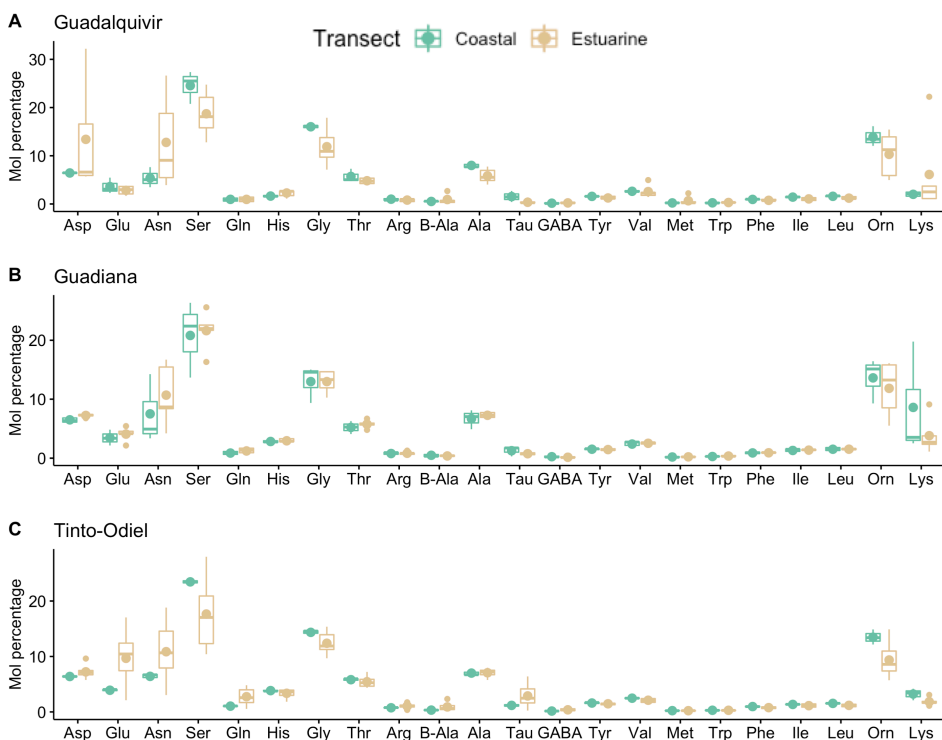 A Guadalquivir
Transect Coastal Estuarine
Mol percentage
30
20
10
0
Asp Glu Asn Ser Gln His Gly Thr Arg B-Ala Ala Tau GABA Tyr Val Met Trp Phe Ile Leu Orn Lys
B Guadiana
Mol percentage
20
10
0
Asp Glu Asn Ser Gln His Gly Thr Arg B-Ala Ala Tau GABA Tyr Val Met Trp Phe Ile Leu Orn Lys
C Tinto-Odiel
Mol percentage
20
10
0
Asp Glu Asn Ser Gln His Gly Thr Arg B-Ala Ala Tau GABA Tyr Val Met Trp Phe Ile Leu Orn Lys